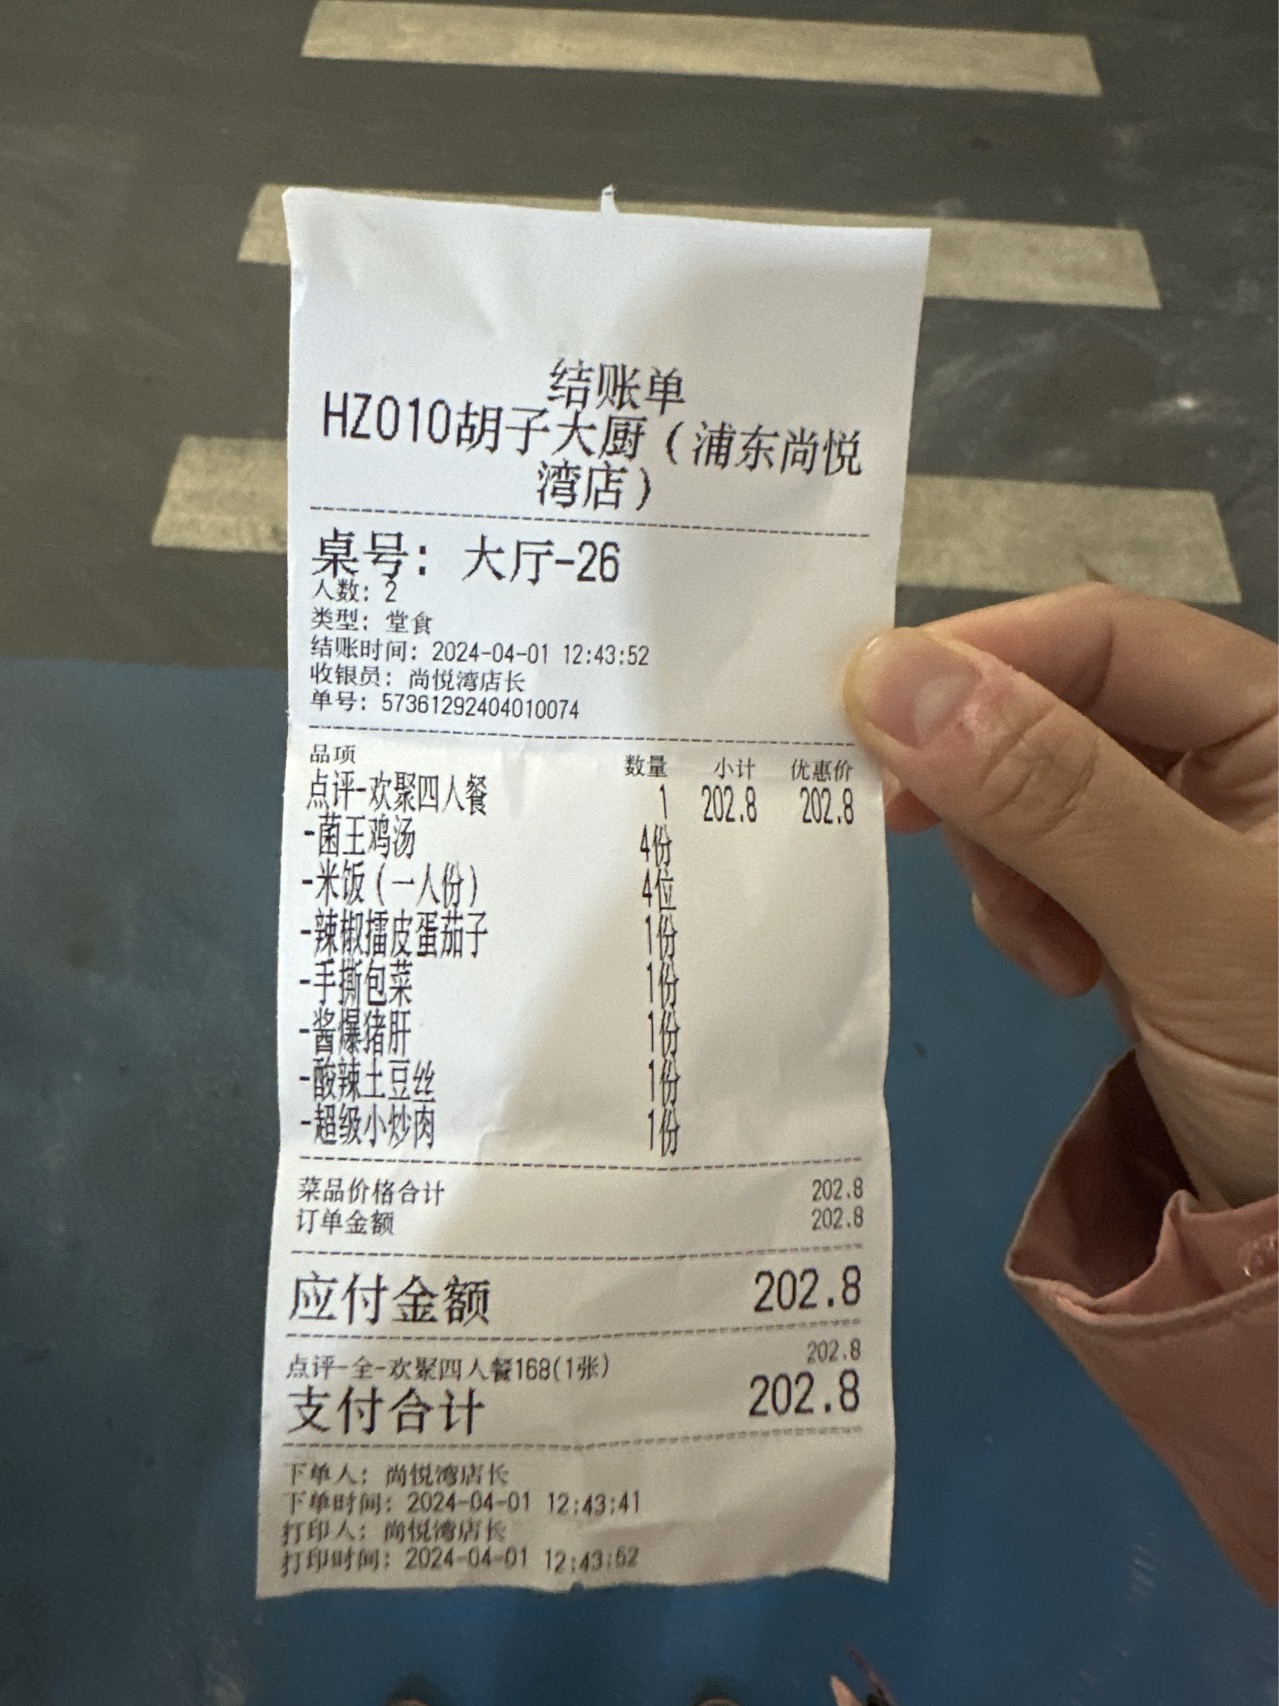 结账单
HZ010胡子大厨（浦东尚悦
湾店）
桌号：大厅-26
人数：2
类型：堂食
结账时间：2024-04-01 12:43:52
收银员：尚悦湾店长
单号：57361292404010074
品项 数量 小计 优惠价
点评-欢聚四人餐 1 202.8 202.8
-菌王鸡汤 4份
-米饭（一人份） 4位
-辣椒擂皮蛋茄子 1份
-手撕包菜 1份
-酱爆猪肝 1份
-酸辣土豆丝 1份
-超级小炒肉 1份
菜品价格合计 202.8
订单金额 202.8
应付金额 202.8
点评-全-欢聚四人餐168(1张) 202.8
支付合计 202.8
下单人：尚悦湾店长
下单时间：2024-04-01 12:43:41
打印人：尚悦湾店长
打印时间：2024-04-01 12:43:52